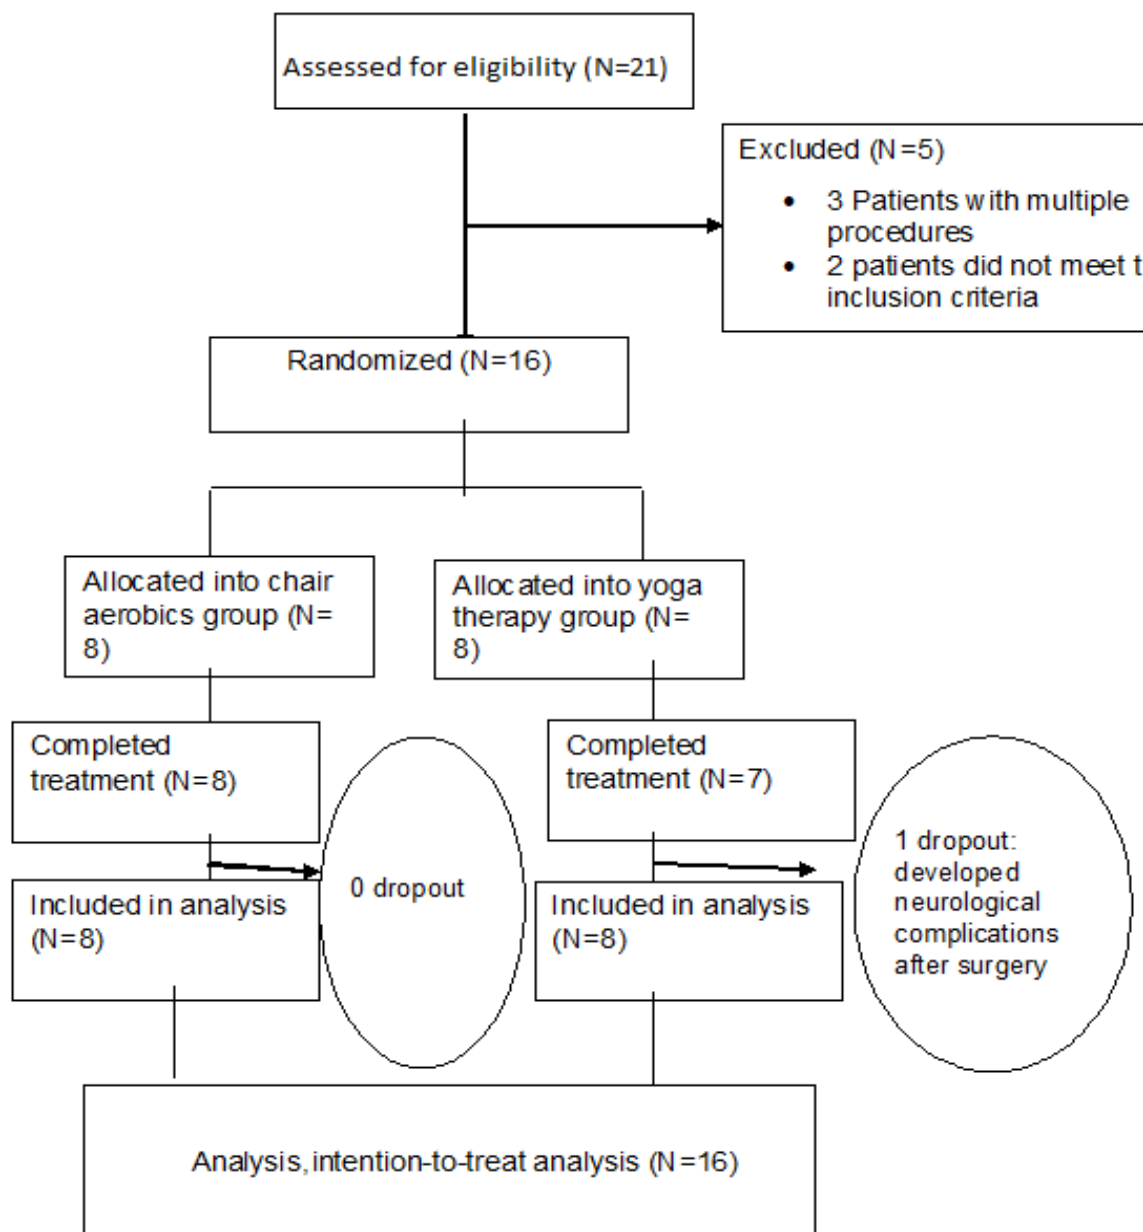 Assessed for eligibility (N=21)
Excluded (N=5)
• 3 Patients with multiple
procedures
• 2 patients did not meet t
inclusion criteria
Randomized (N=16)
Allocated into chair
aerobics group (N=
8)
Allocated into yoga
therapy group (N=
8)
Completed
treatment (N=8)
Completed
treatment (N=7)
0 dropout
1 dropout:
developed
neurological
complications
after surgery
Included in analysis
(N=8)
Included in analysis
(N=8)
Analysis, intention-to-treat analysis (N=16)